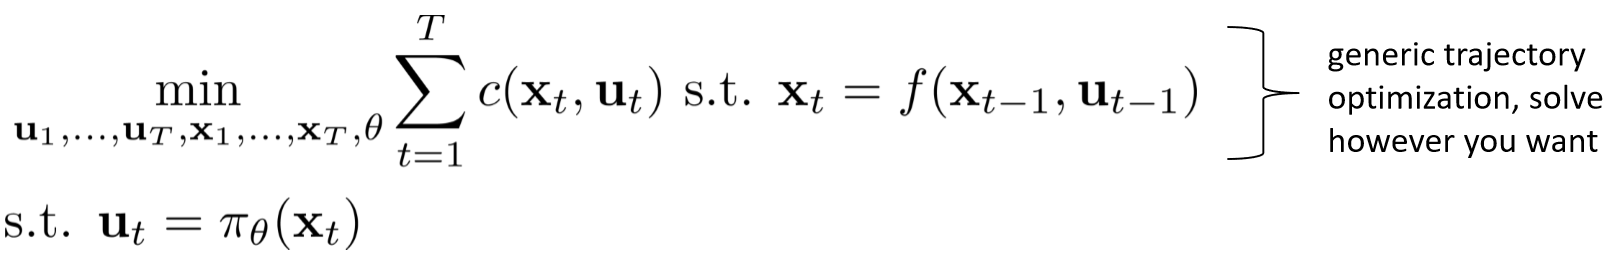 min_{𝐮_1,…,𝐮_T,𝐱_1,…,𝐱_T,θ} ∑_{t=1}^{T} c(𝐱_t, 𝐮_t) s.t. 𝐱_t = f(𝐱_{t−1}, 𝐮_{t−1})
generic trajectory
optimization, solve
however you want
s.t. 𝐮_t = π_θ(𝐱_t)